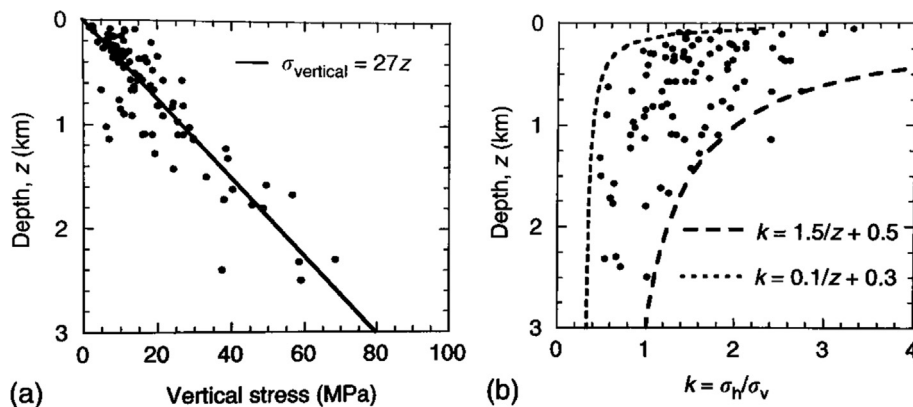 0
1
2
3
Depth, z (km)
σvertical = 27z
0 20 40 60 80 100
Vertical stress (MPa)
(a)
0
1
2
3
Depth, z (km)
k = 1.5/z + 0.5
k = 0.1/z + 0.3
0 1 2 3 4
k = σh/σv
(b)